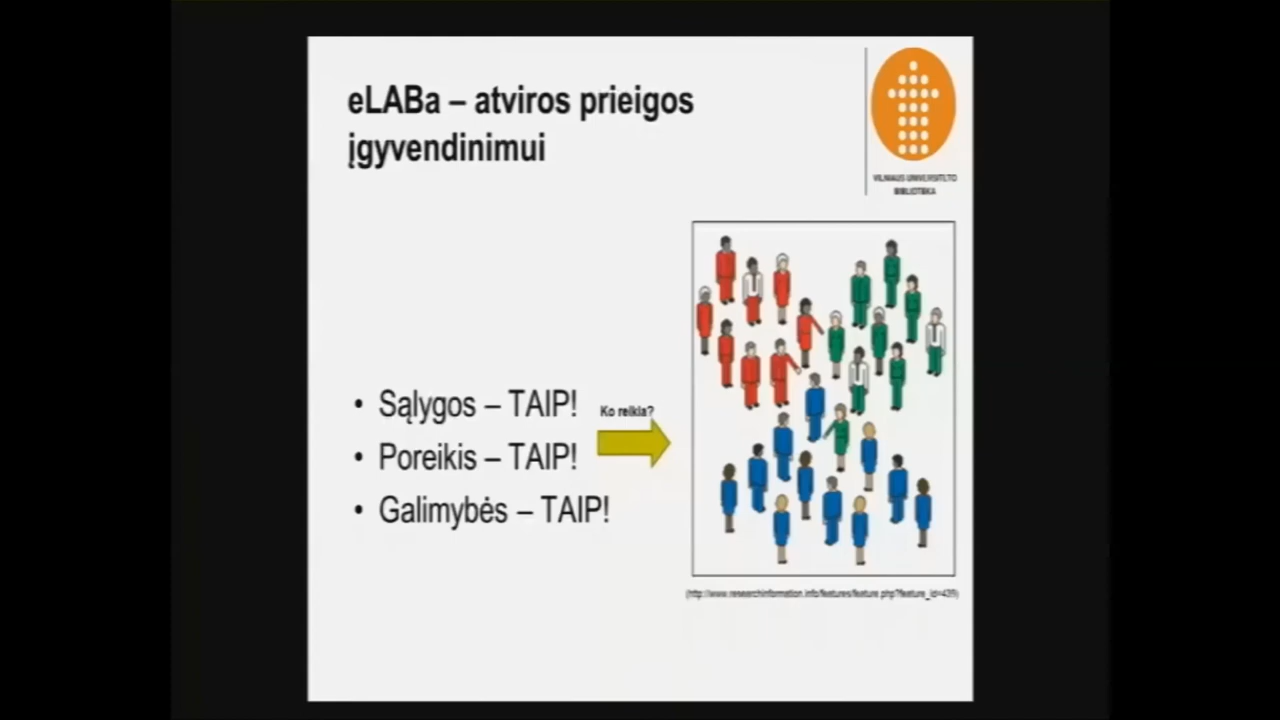 eLABa – atviros prieigos
įgyvendinimui
VILNIAUS UNIVERSITETO
BIBLIOTEKA
• Sąlygos – TAIP!
• Poreikis – TAIP!
• Galimybės – TAIP!
Ko reikia?
(http://www.researchinformation.info/features/feature.php?feature_id=439)